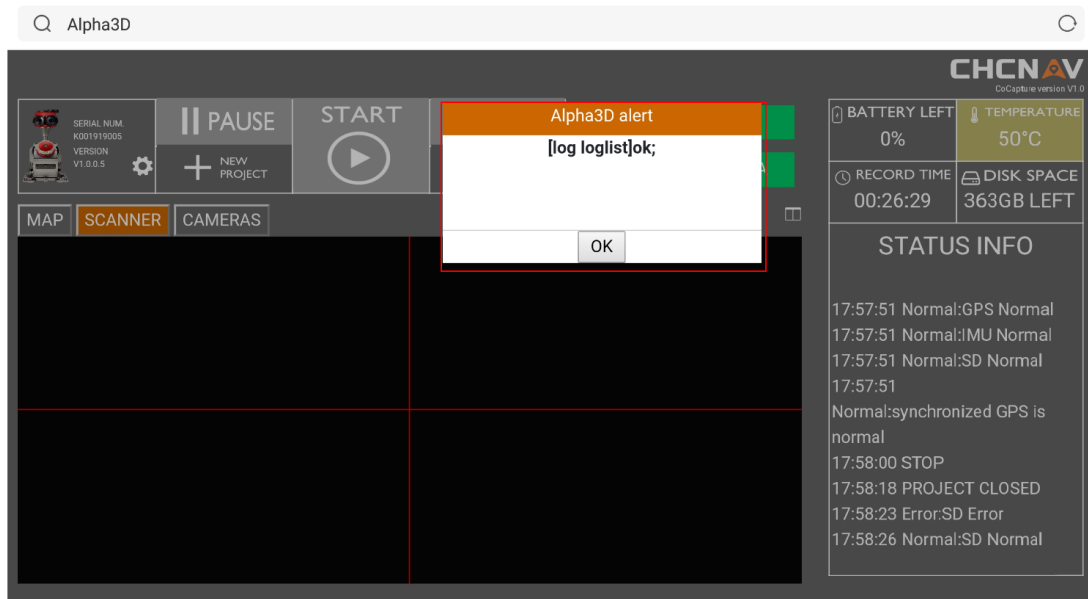 Alpha3D
CHCNAV
CoCapture version V1.0
SERIAL NUM.
K001919005
VERSION
V1.0.0.5
PAUSE
NEW
PROJECT
START
Alpha3D alert
[log loglist]ok;
OK
A
BATTERY LEFT
0%
TEMPERATURE
50°C
RECORD TIME
00:26:29
DISK SPACE
363GB LEFT
MAP
SCANNER
CAMERAS
STATUS INFO
17:57:51 Normal:GPS Normal
17:57:51 Normal:IMU Normal
17:57:51 Normal:SD Normal
17:57:51
Normal:synchronized GPS is
normal
17:58:00 STOP
17:58:18 PROJECT CLOSED
17:58:23 Error:SD Error
17:58:26 Normal:SD Normal